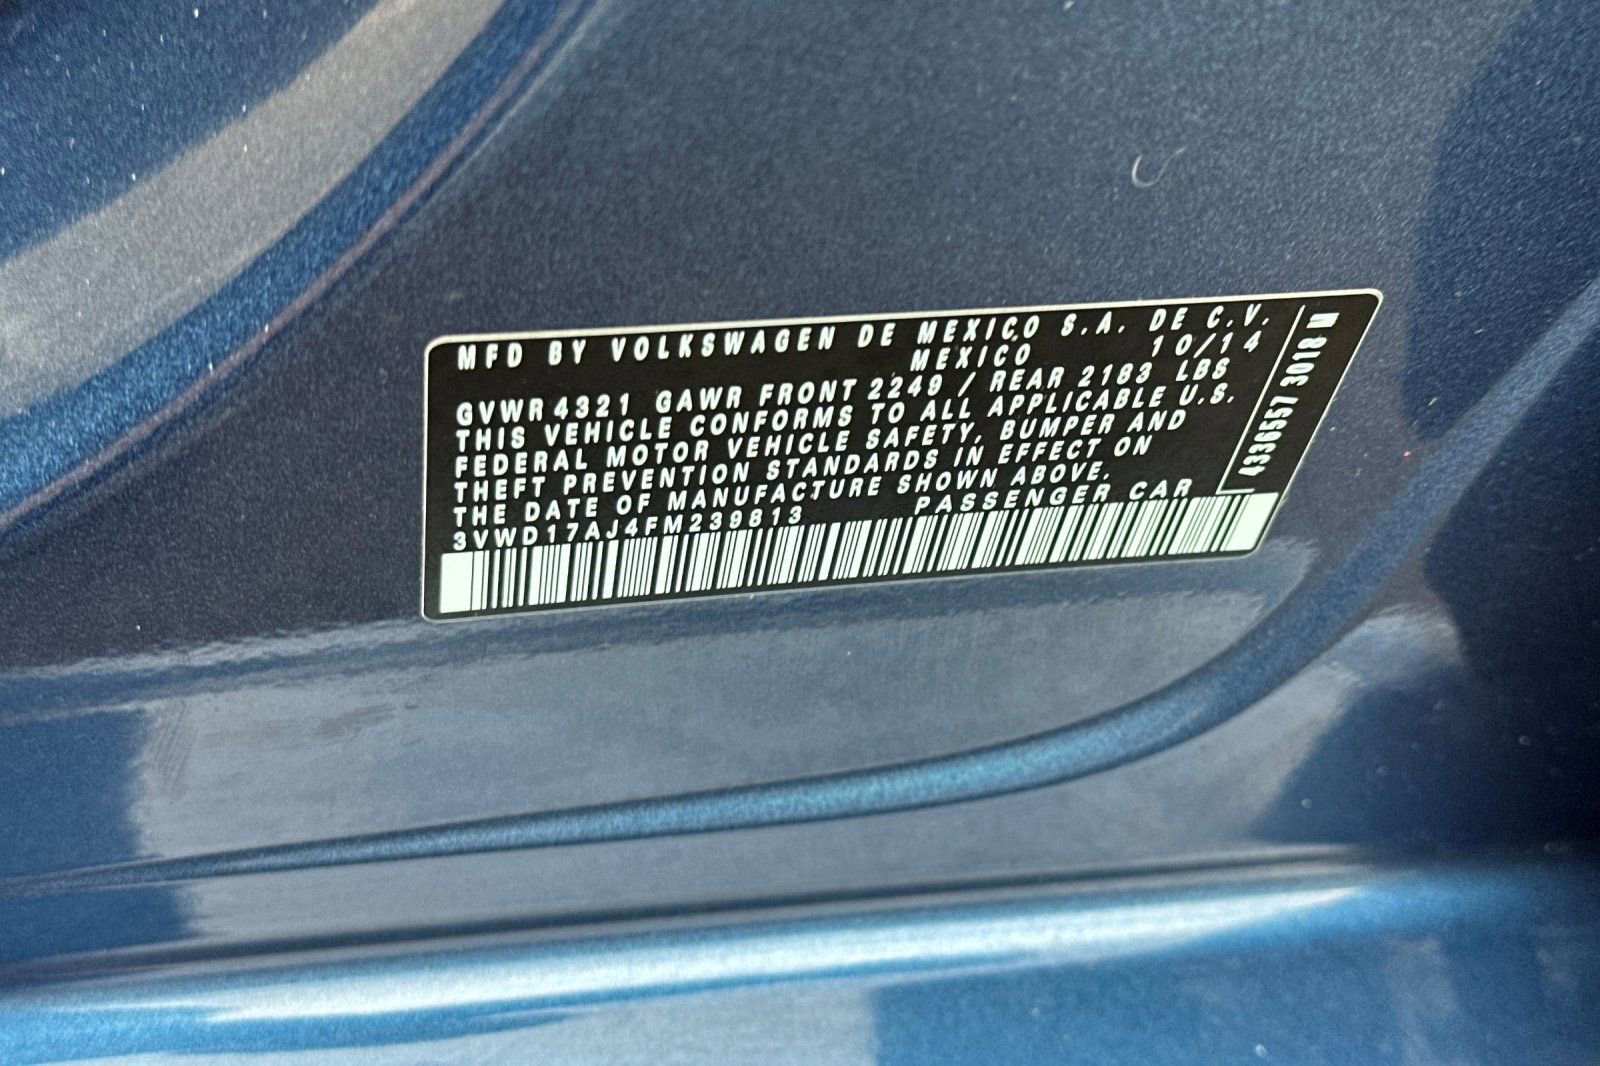 MFD BY VOLKSWAGEN DE MEXICO S.A. DE C.V.
MEXICO 10/14
GVWR 4321 GAWR FRONT 2249 / REAR 2183 LBS
THIS VEHICLE CONFORMS TO ALL APPLICABLE U.S.
FEDERAL MOTOR VEHICLE SAFETY, BUMPER AND
THEFT PREVENTION STANDARDS IN EFFECT ON
THE DATE OF MANUFACTURE SHOWN ABOVE.
3VWD17AJ4FM239813 PASSENGER CAR